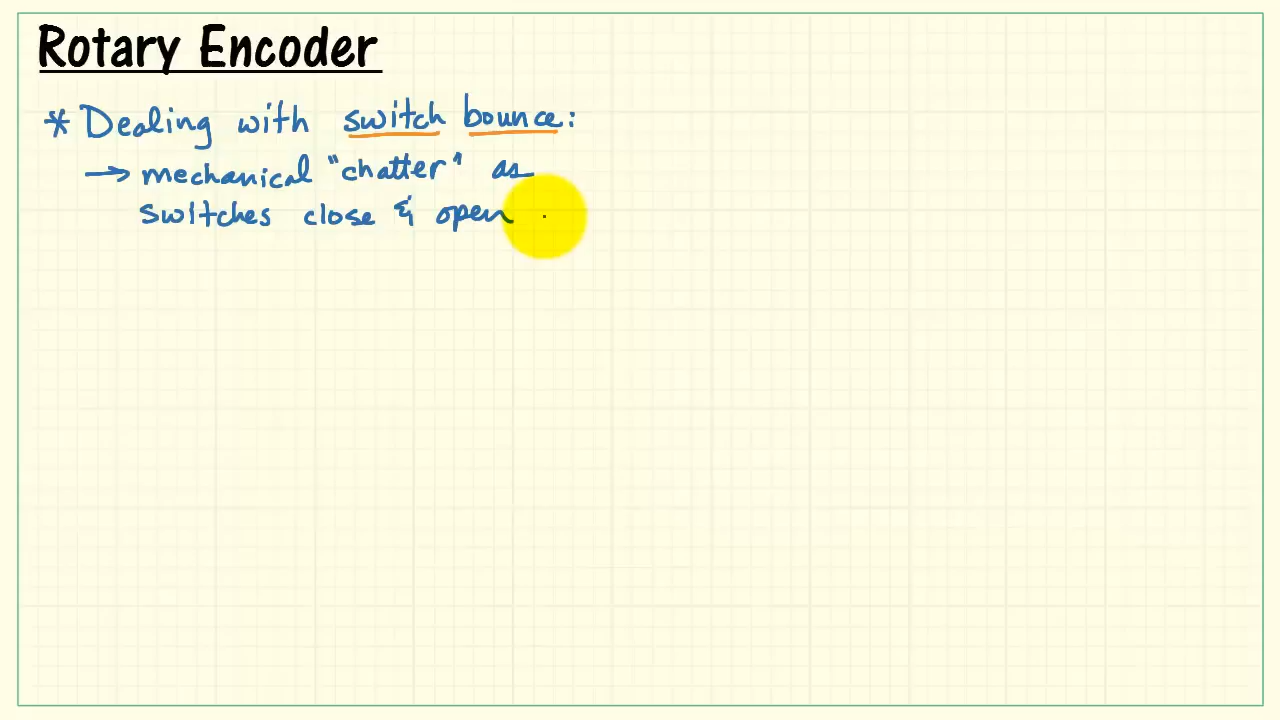 Rotary Encoder
* Dealing with switch bounce:
→ mechanical "chatter" as
switches close & open